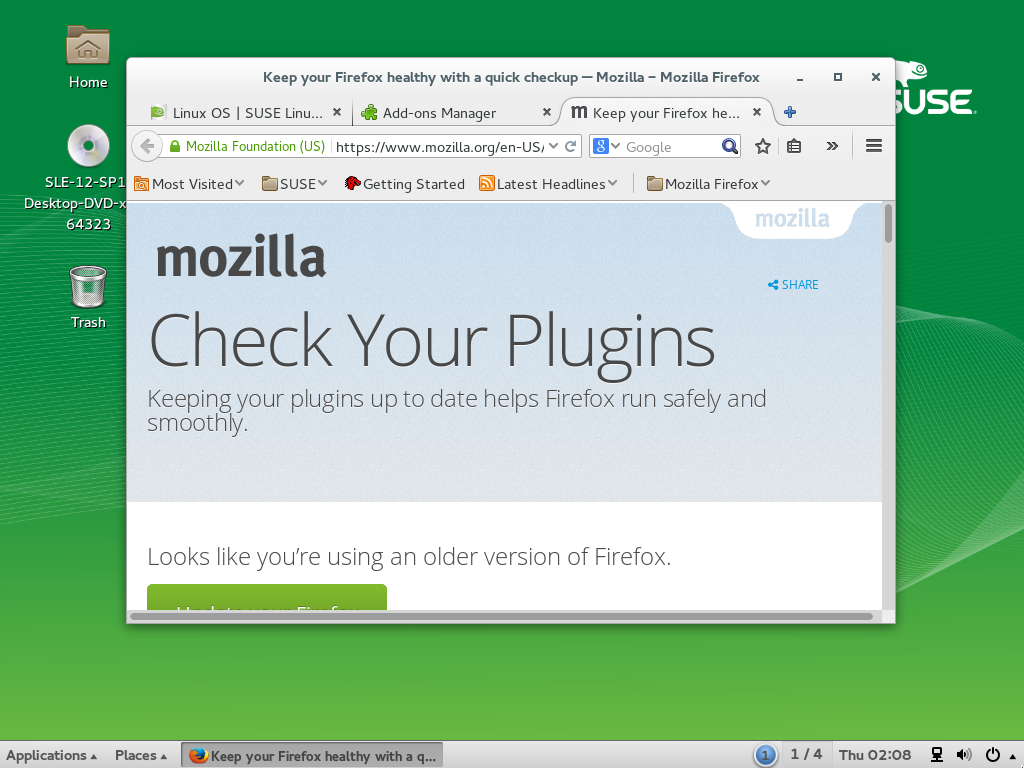 Home
SLE-12-SP1
Desktop-DVD-x
64323
Trash
SUSE
Keep your Firefox healthy with a quick checkup — Mozilla – Mozilla Firefox
Linux OS | SUSE Linu...
Add-ons Manager
Keep your Firefox he...
Mozilla Foundation (US)
https://www.mozilla.org/en-US/
Google
Most Visited
SUSE
Getting Started
Latest Headlines
Mozilla Firefox
mozilla
mozilla
SHARE
Check Your Plugins
Keeping your plugins up to date helps Firefox run safely and
smoothly.
Looks like you’re using an older version of Firefox.
Update your Firefox
Applications
Places
Keep your Firefox healthy with a q...
1
1 / 4
Thu 02:08